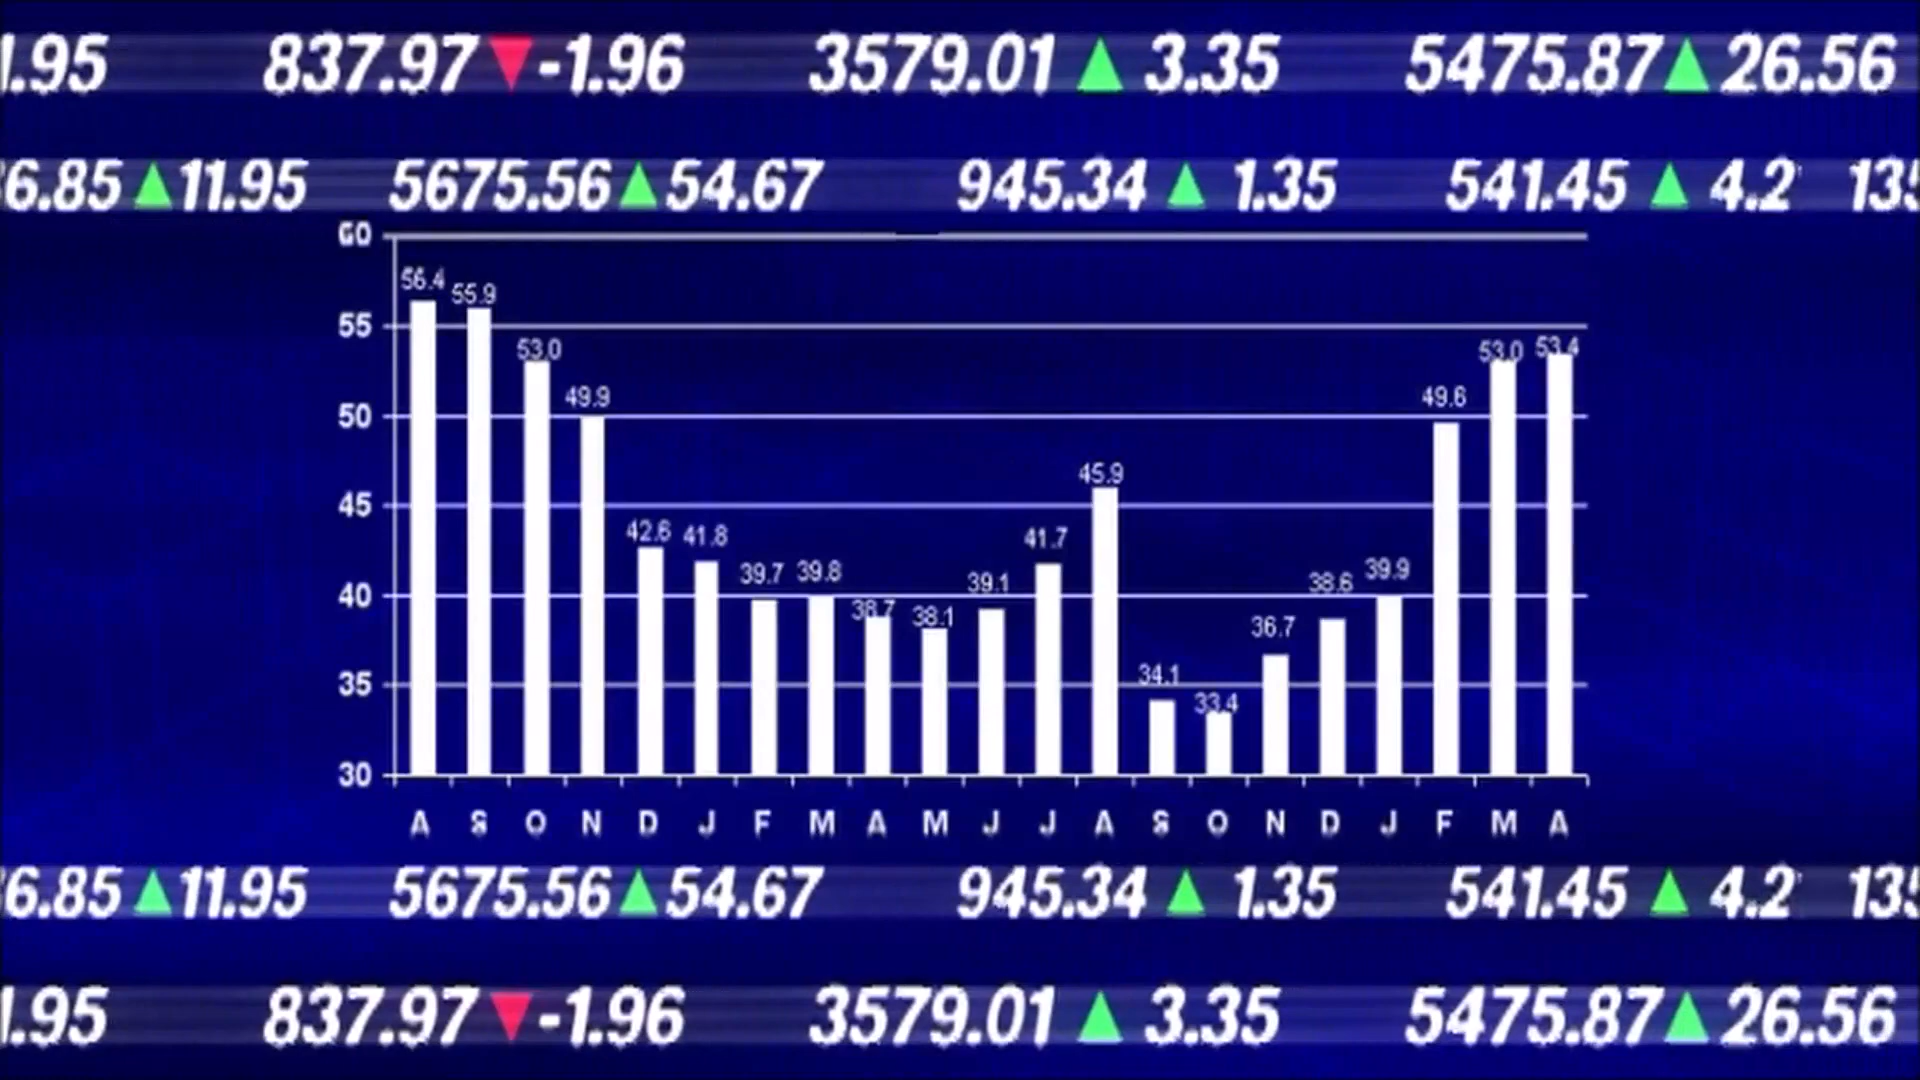 1.95 837.97 ▼ -1.96 3579.01 ▲ 3.35 5475.87 ▲ 26.56
6.85 ▲ 11.95 5675.56 ▲ 54.67 945.34 ▲ 1.35 541.45 ▲ 4.2 135
60
56.4 55.9
55
53.0 53.0 53.4
49.9 49.6
50
45.9
45
42.6 41.8 41.7
39.7 39.8 39.1 38.6 39.9
40
38.7 38.1 36.7
34.1
35
33.4
30
A S O N D J F M A M J J A S O N D J F M A
6.85 ▲ 11.95 5675.56 ▲ 54.67 945.34 ▲ 1.35 541.45 ▲ 4.2 135
1.95 837.97 ▼ -1.96 3579.01 ▲ 3.35 5475.87 ▲ 26.56